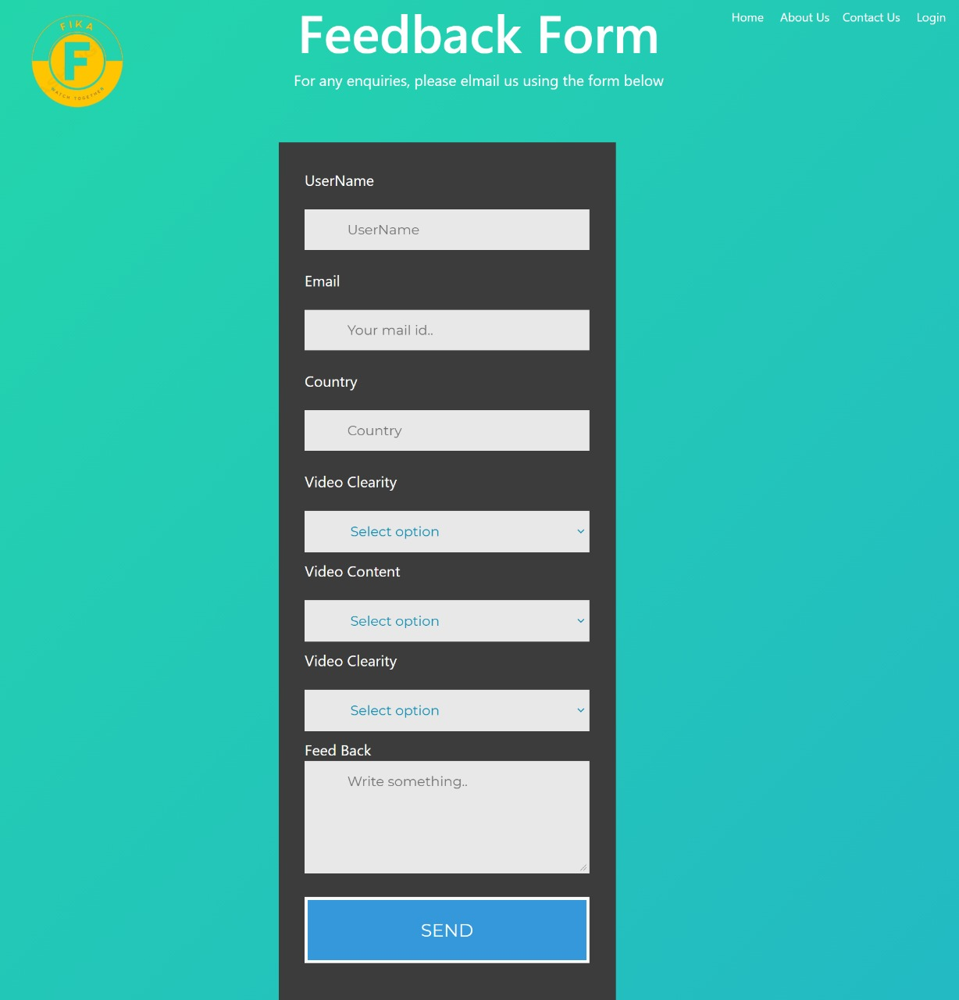 FIKA
F
WATCH TOGETHER
Feedback Form
Home About Us Contact Us Login
For any enquiries, please elmail us using the form below
UserName
UserName
Email
Your mail id..
Country
Country
Video Clearity
Select option
Video Content
Select option
Video Clearity
Select option
Feed Back
Write something..
SEND